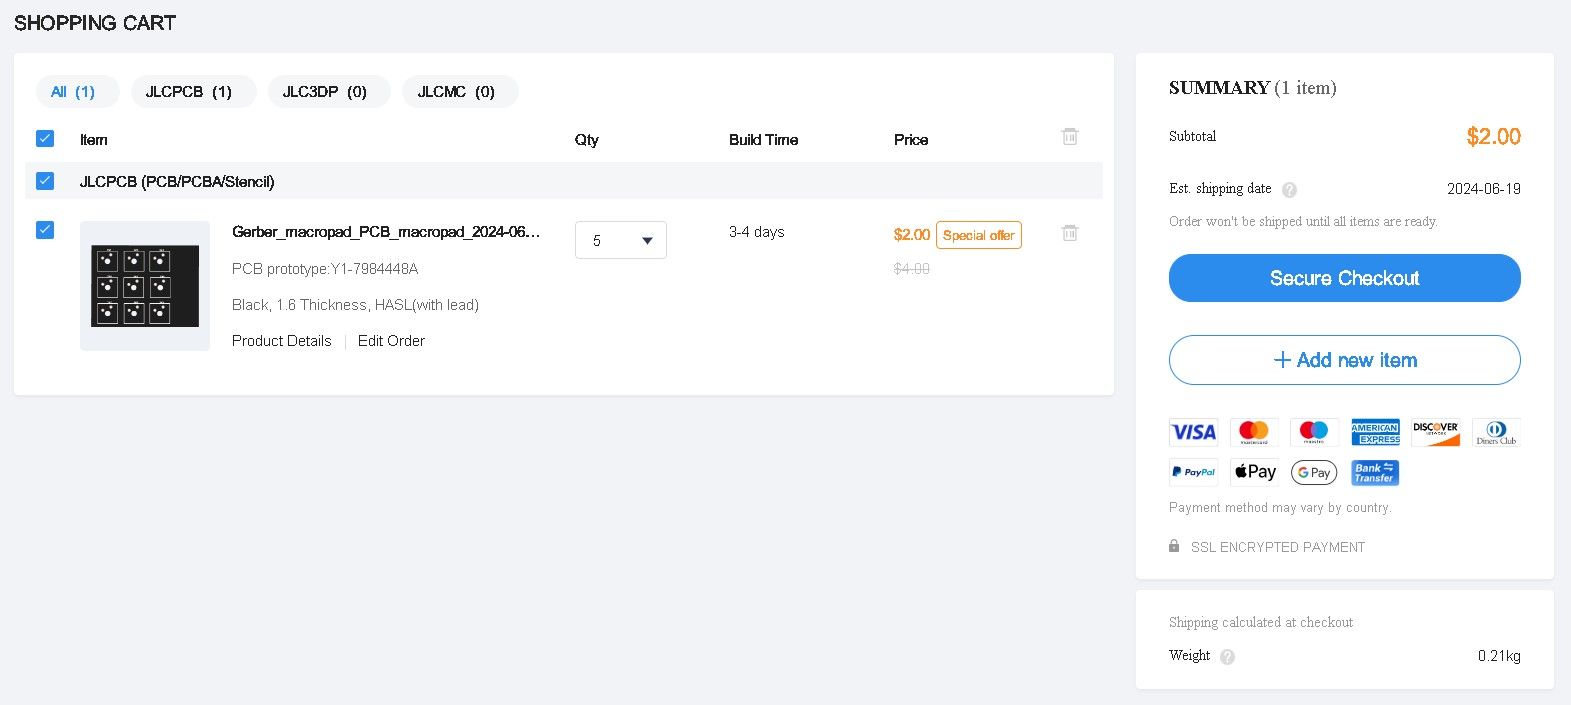 SHOPPING CART
All (1)
JLCPCB (1)
JLC3DP (0)
JLCMC (0)
Item
Qty
Build Time
Price
JLCPCB (PCB/PCBA/Stencil)
Gerber_macropad_PCB_macropad_2024-06...
5
3-4 days
$2.00 Special offer
$4.00
PCB prototype:Y1-7984448A
Black, 1.6 Thickness, HASL(with lead)
Product Details | Edit Order
SUMMARY (1 item)
Subtotal $2.00
Est. shipping date ? 2024-06-19
Order won't be shipped until all items are ready.
Secure Checkout
+ Add new item
VISA
mastercard
maestro
AMERICAN EXPRESS
DISCOVER NETWORK
Diners Club
PayPal
Pay
G Pay
Bank Transfer
Payment method may vary by country.
SSL ENCRYPTED PAYMENT
Shipping calculated at checkout
Weight ? 0.21kg